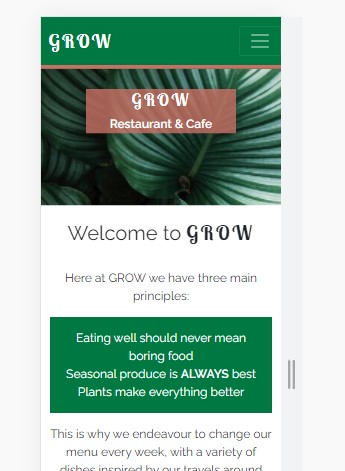 GROW
GROW
Restaurant & Cafe
Welcome to GROW
Here at GROW we have three main
principles:
Eating well should never mean
boring food
Seasonal produce is ALWAYS best
Plants make everything better
This is why we endeavour to change our
menu every week, with a variety of
dishes inspired by our travels around